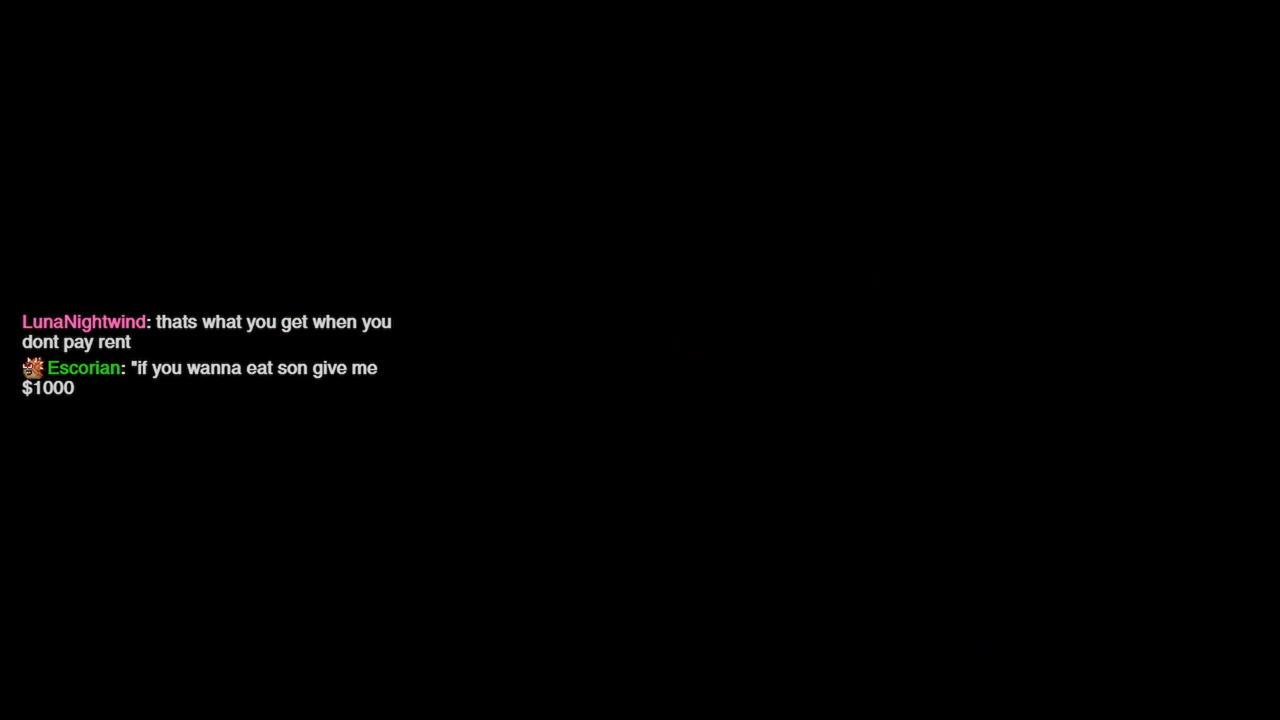 LunaNightwind: thats what you get when you
dont pay rent
Escorian: "if you wanna eat son give me
$1000